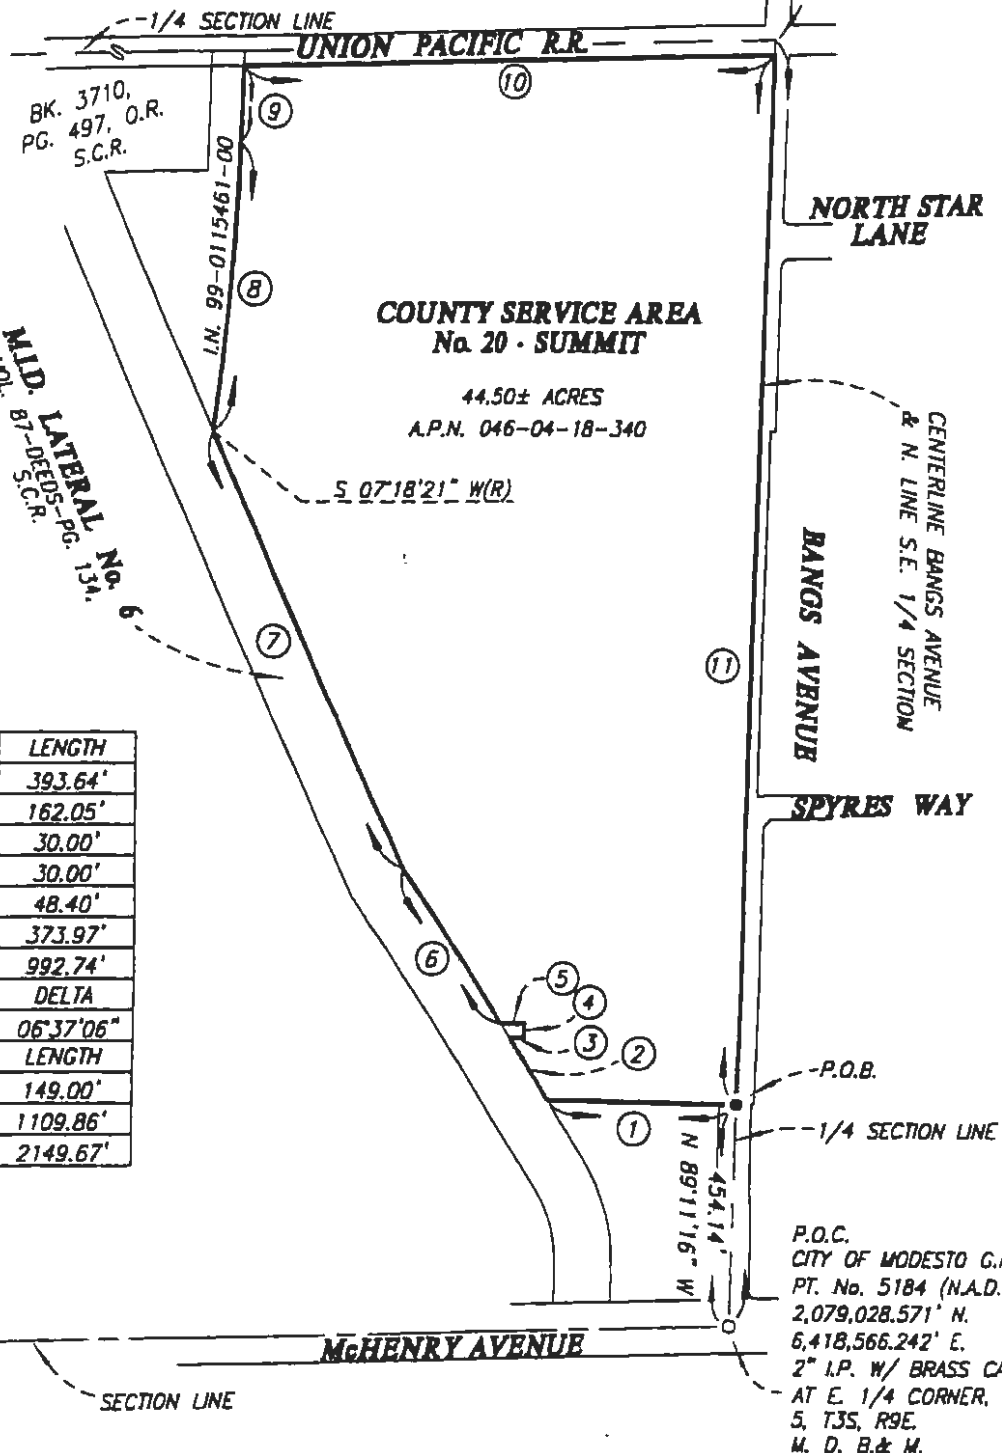 1/4 SECTION LINE
UNION PACIFIC R.R.
10
BK. 3710,
PG. 497, O.R.
S.C.R.
9
I.N. 99-0115461-00
8
NORTH STAR
LANE
COUNTY SERVICE AREA
No. 20 - SUMMIT
44.50± ACRES
A.P.N. 046-04-18-340
S 07°18'21" W(R)
M.I.D. LATERAL No. 6
VOL. 87-DEEDS-PG. 134,
S.C.R.
CENTERLINE BANGS AVENUE
& N. LINE S.E. 1/4 SECTION
BANGS AVENUE
7
11
LENGTH
393.64'
162.05'
30.00'
30.00'
48.40'
373.97'
992.74'
DELTA
06°37'06"
LENGTH
149.00'
1109.86'
2149.67'
SPYRES WAY
6
5
4
3
2
1
P.O.B.
1/4 SECTION LINE
N 89°11'16" W
454.14'
P.O.C.
CITY OF MODESTO G.
PT. No. 5184 (N.A.D.
2,079,028.571' N.
6,418,566.242' E.
2" I.P. W/ BRASS CA
AT E. 1/4 CORNER,
5, T3S, R9E,
M. D. B.& M.
McHENRY AVENUE
SECTION LINE